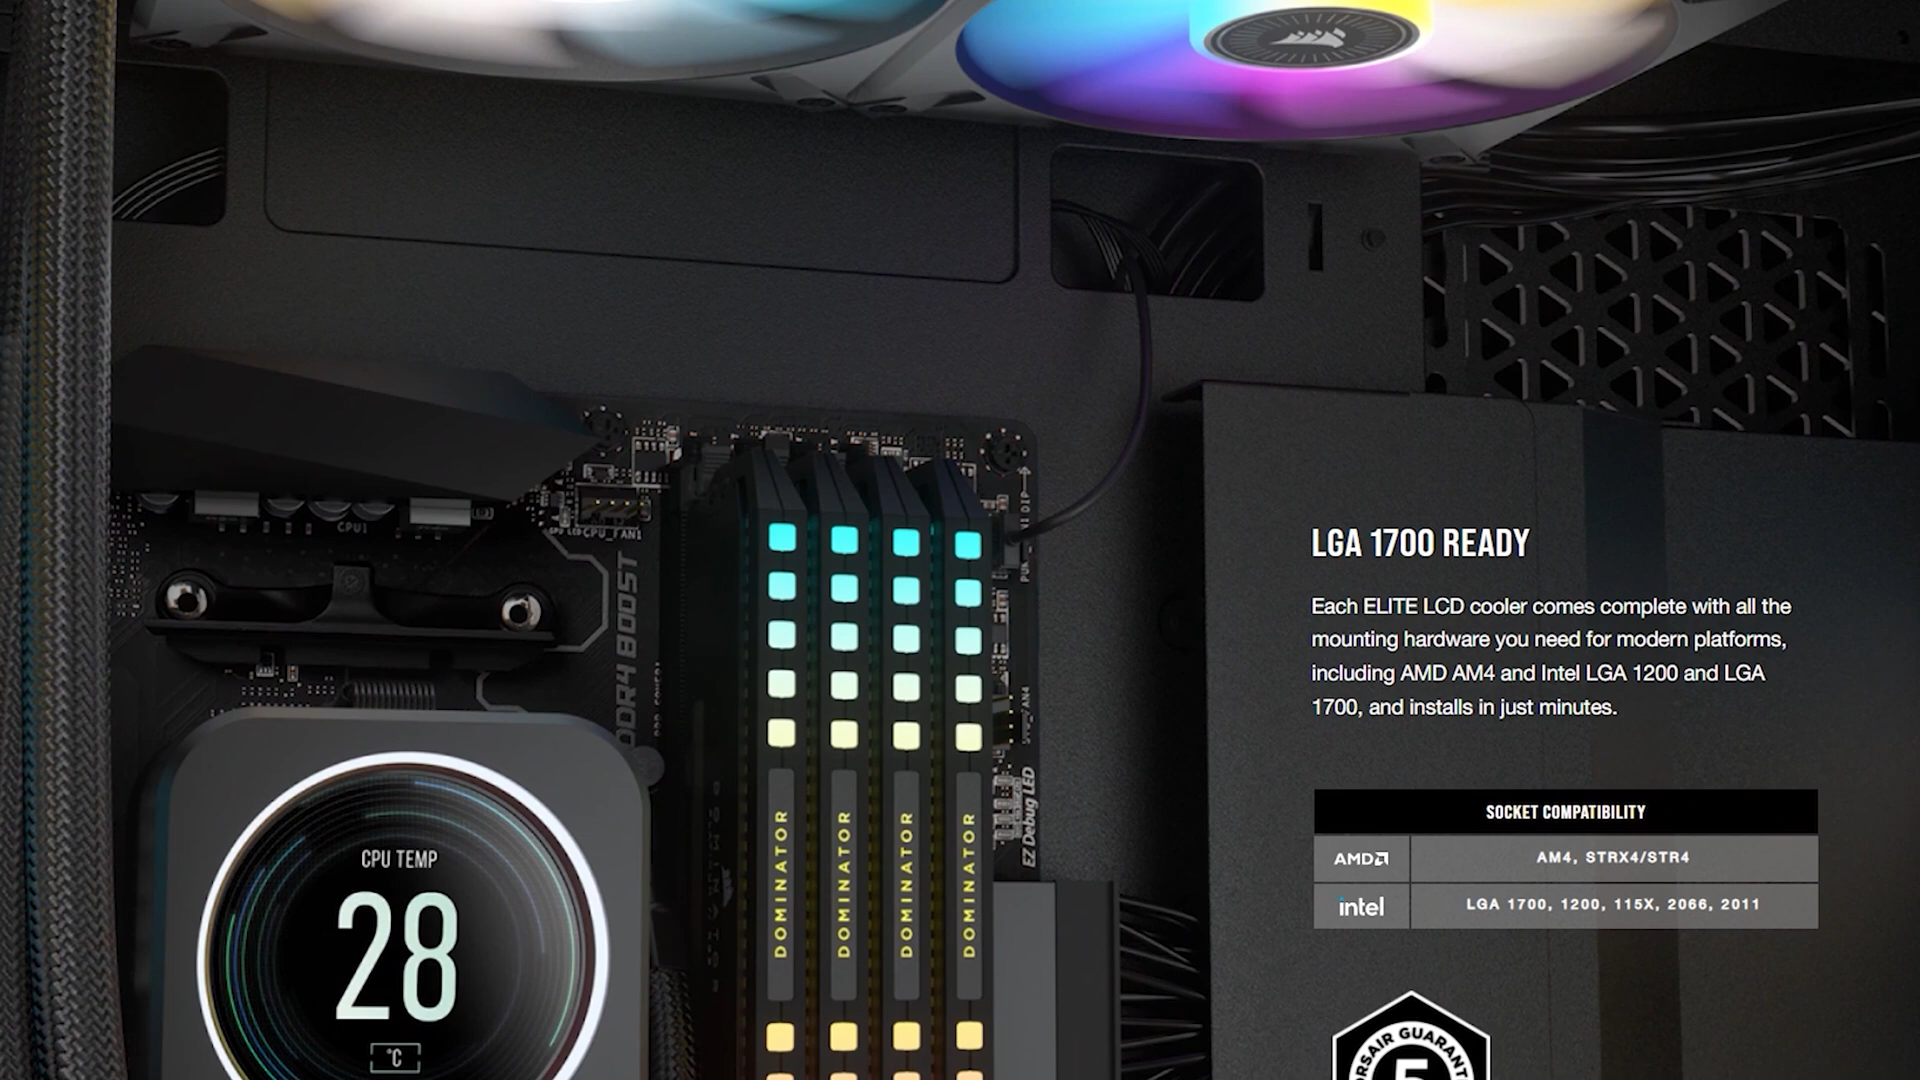 CPU1
CPU_FAN1
DDR4 BOOST
EZ Debug LED
CPU TEMP
28
°C
DOMINATOR
DOMINATOR
DOMINATOR
DOMINATOR
LGA 1700 READY
Each ELITE LCD cooler comes complete with all the
mounting hardware you need for modern platforms,
including AMD AM4 and Intel LGA 1200 and LGA
1700, and installs in just minutes.
SOCKET COMPATIBILITY
AMD
AM4, STRX4/STR4
intel
LGA 1700, 1200, 115X, 2066, 2011
5